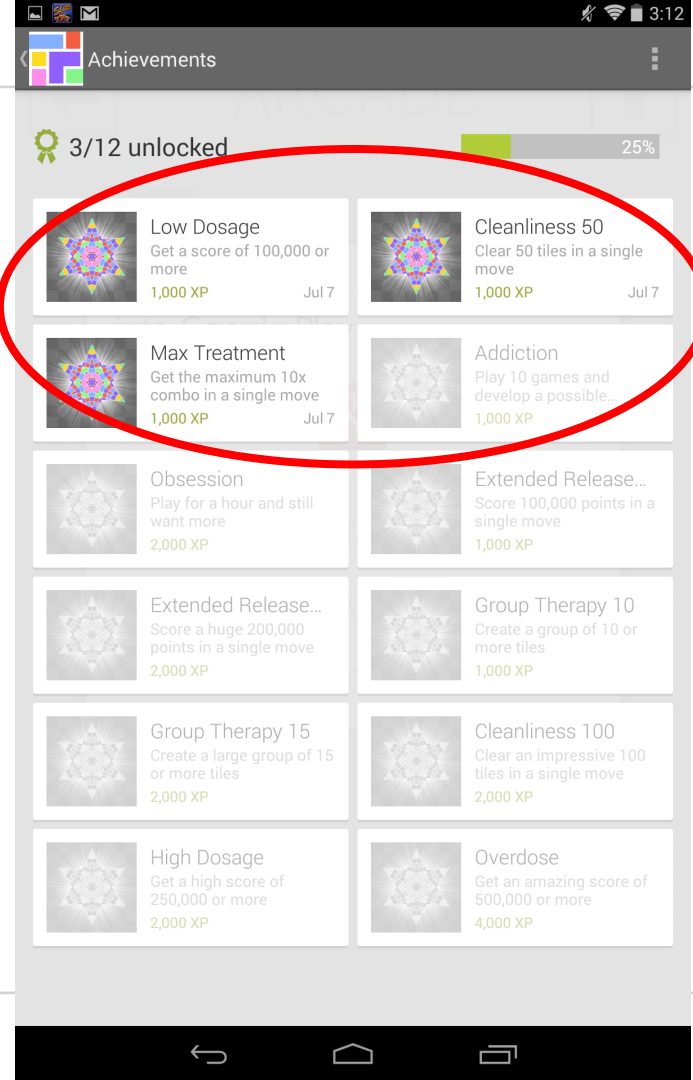 3:12
Achievements
ARCADE
3/12 unlocked
25%
Low Dosage
Get a score of 100,000 or
more
1,000 XP
Jul 7
Cleanliness 50
Clear 50 tiles in a single
move
1,000 XP
Jul 7
Max Treatment
Get the maximum 10x
combo in a single move
1,000 XP
Jul 7
Addiction
Play 10 games and
develop a possible…
1,000 XP
Obsession
Play for a hour and still
want more
2,000 XP
Extended Release…
Score 100,000 points in a
single move
1,000 XP
Extended Release…
Score a huge 200,000
points in a single move
2,000 XP
Group Therapy 10
Create a group of 10 or
more tiles
1,000 XP
Group Therapy 15
Create a large group of 15
or more tiles
2,000 XP
Cleanliness 100
Clear an impressive 100
tiles in a single move
2,000 XP
High Dosage
Get a high score of
250,000 or more
2,000 XP
Overdose
Get an amazing score of
500,000 or more
4,000 XP